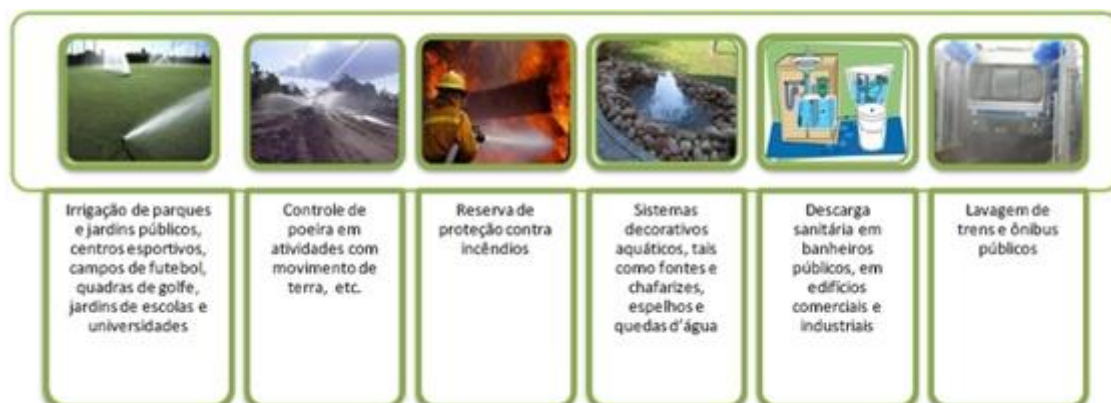 Irrigação de parques
e jardins públicos,
centros esportivos,
campos de futebol,
quadras de golfe,
jardins de escolas e
universidades
Controle de
poeira em
atividades com
movimento de
terra, etc.
Reserva de
proteção contra
incêndios
Sistemas
decorativos
aquáticos, tais
como fontes e
chafarizes,
espelhos e
quedas d'água
Descarga
sanitária em
banheiros
públicos, em
edifícios
comerciais e
industriais
Lavagem de
trens e ônibus
públicos